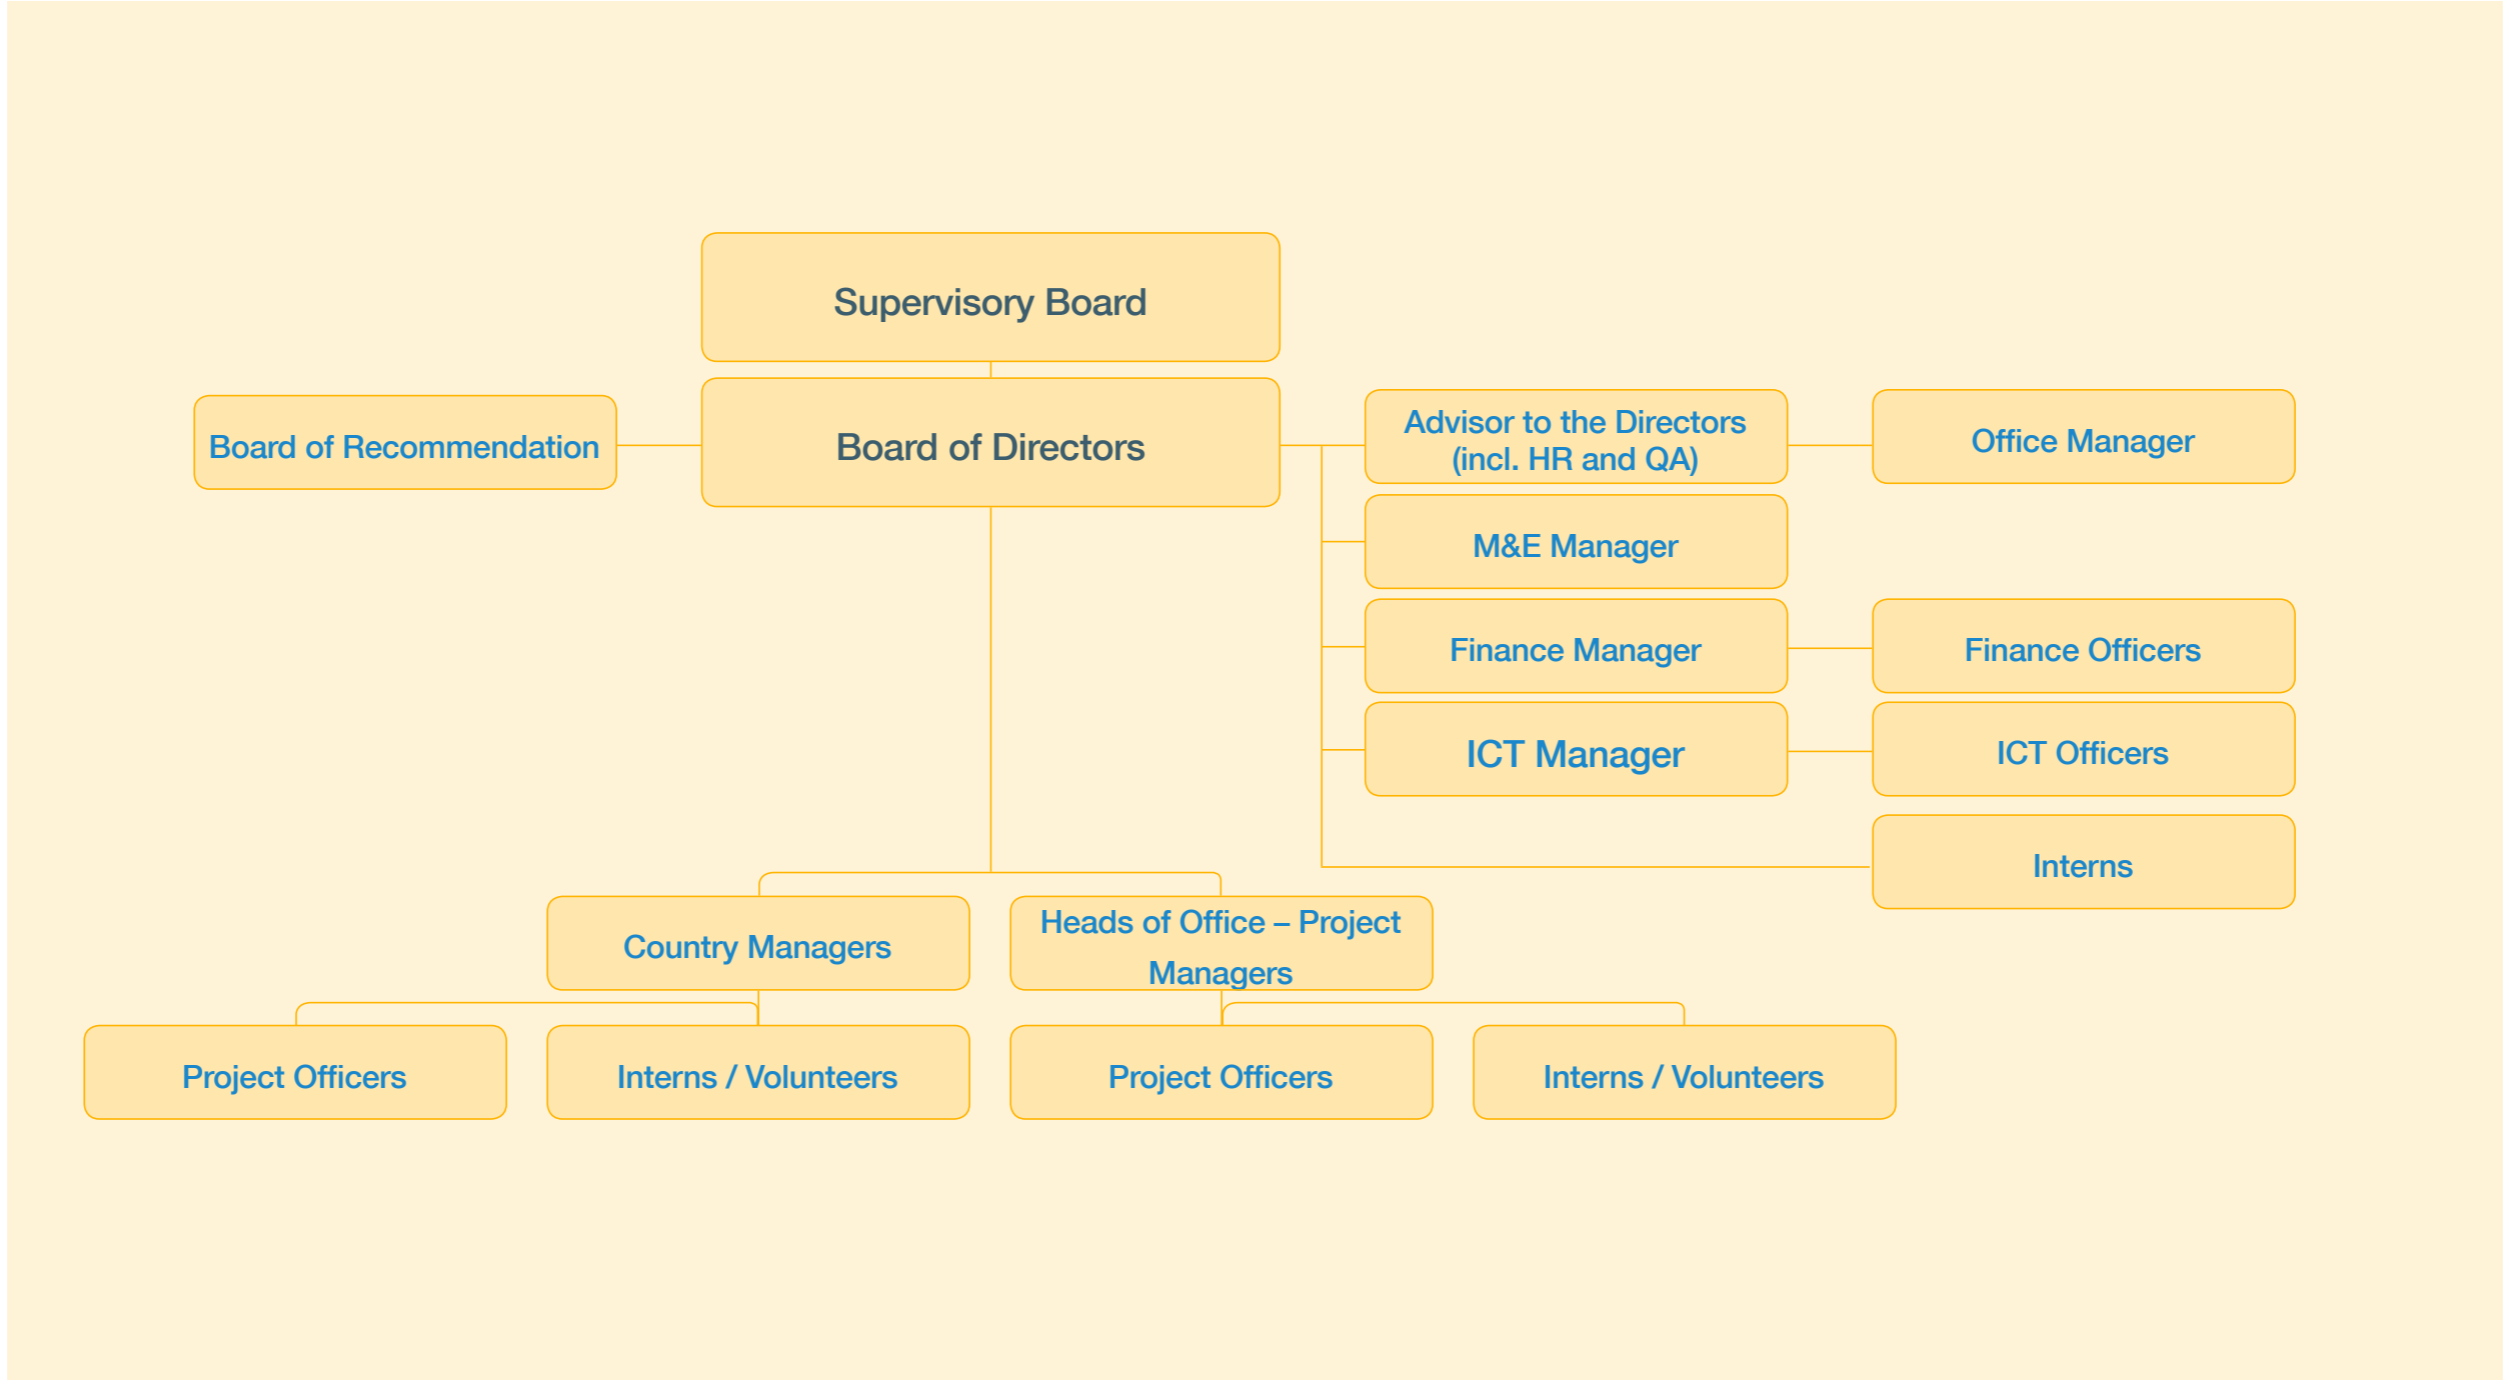 Supervisory Board
Board of Recommendation
Board of Directors
Advisor to the Directors
(incl. HR and QA)
Office Manager
M&E Manager
Finance Manager
Finance Officers
ICT Manager
ICT Officers
Interns
Country Managers
Heads of Office – Project
Managers
Project Officers
Interns / Volunteers
Project Officers
Interns / Volunteers